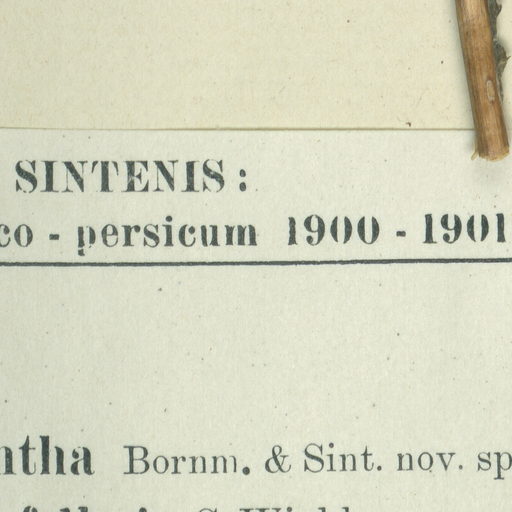 SINTENIS:
co - persicum 1900 - 1901
ntha Bornm. & Sint. nov. sp